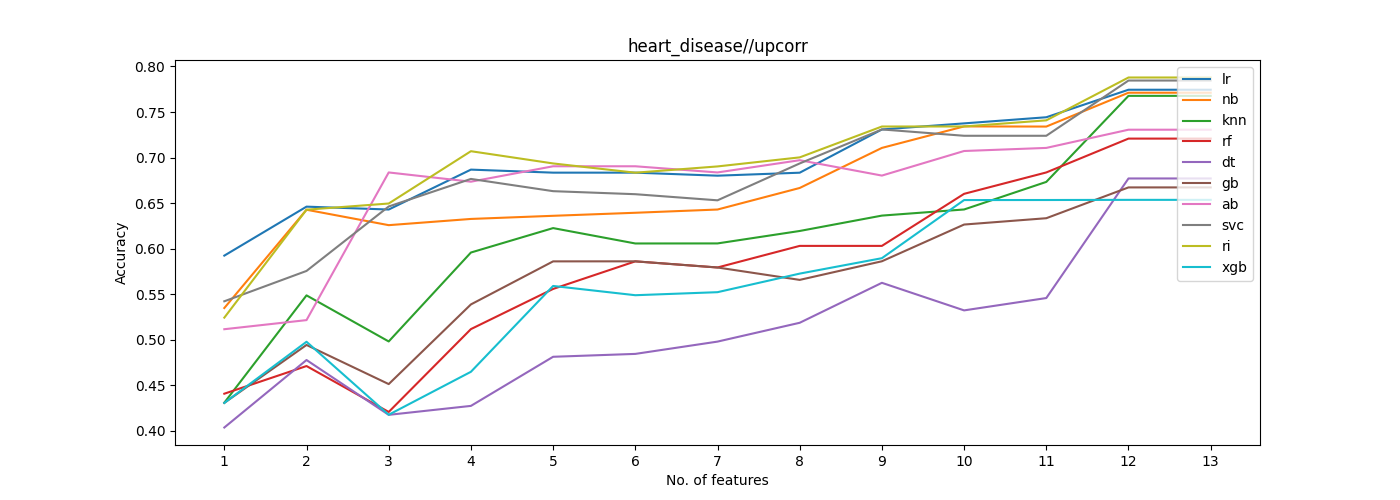 heart_disease//upcorr
Accuracy
0.80
0.75
0.70
0.65
0.60
0.55
0.50
0.45
0.40
lr
nb
knn
rf
dt
gb
ab
svc
ri
xgb
1 2 3 4 5 6 7 8 9 10 11 12 13
No. of features